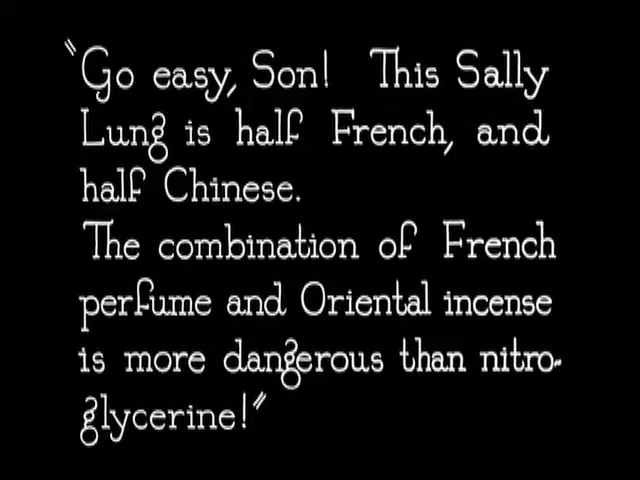 "Go easy, Son! This Sally
Lung is half French, and
half Chinese.
The combination of French
perfume and Oriental incense
is more dangerous than nitro-
glycerine!"